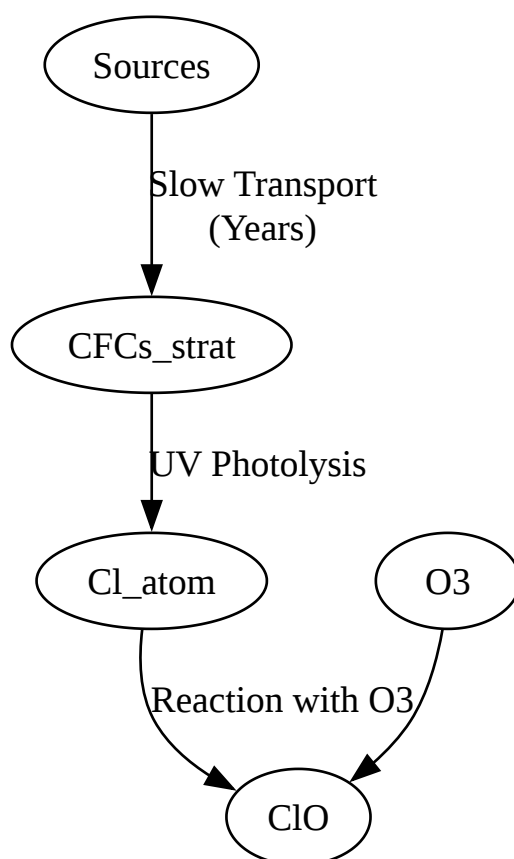 Sources
Slow Transport
(Years)
CFCs_strat
UV Photolysis
Cl_atom
O3
Reaction with O3
ClO